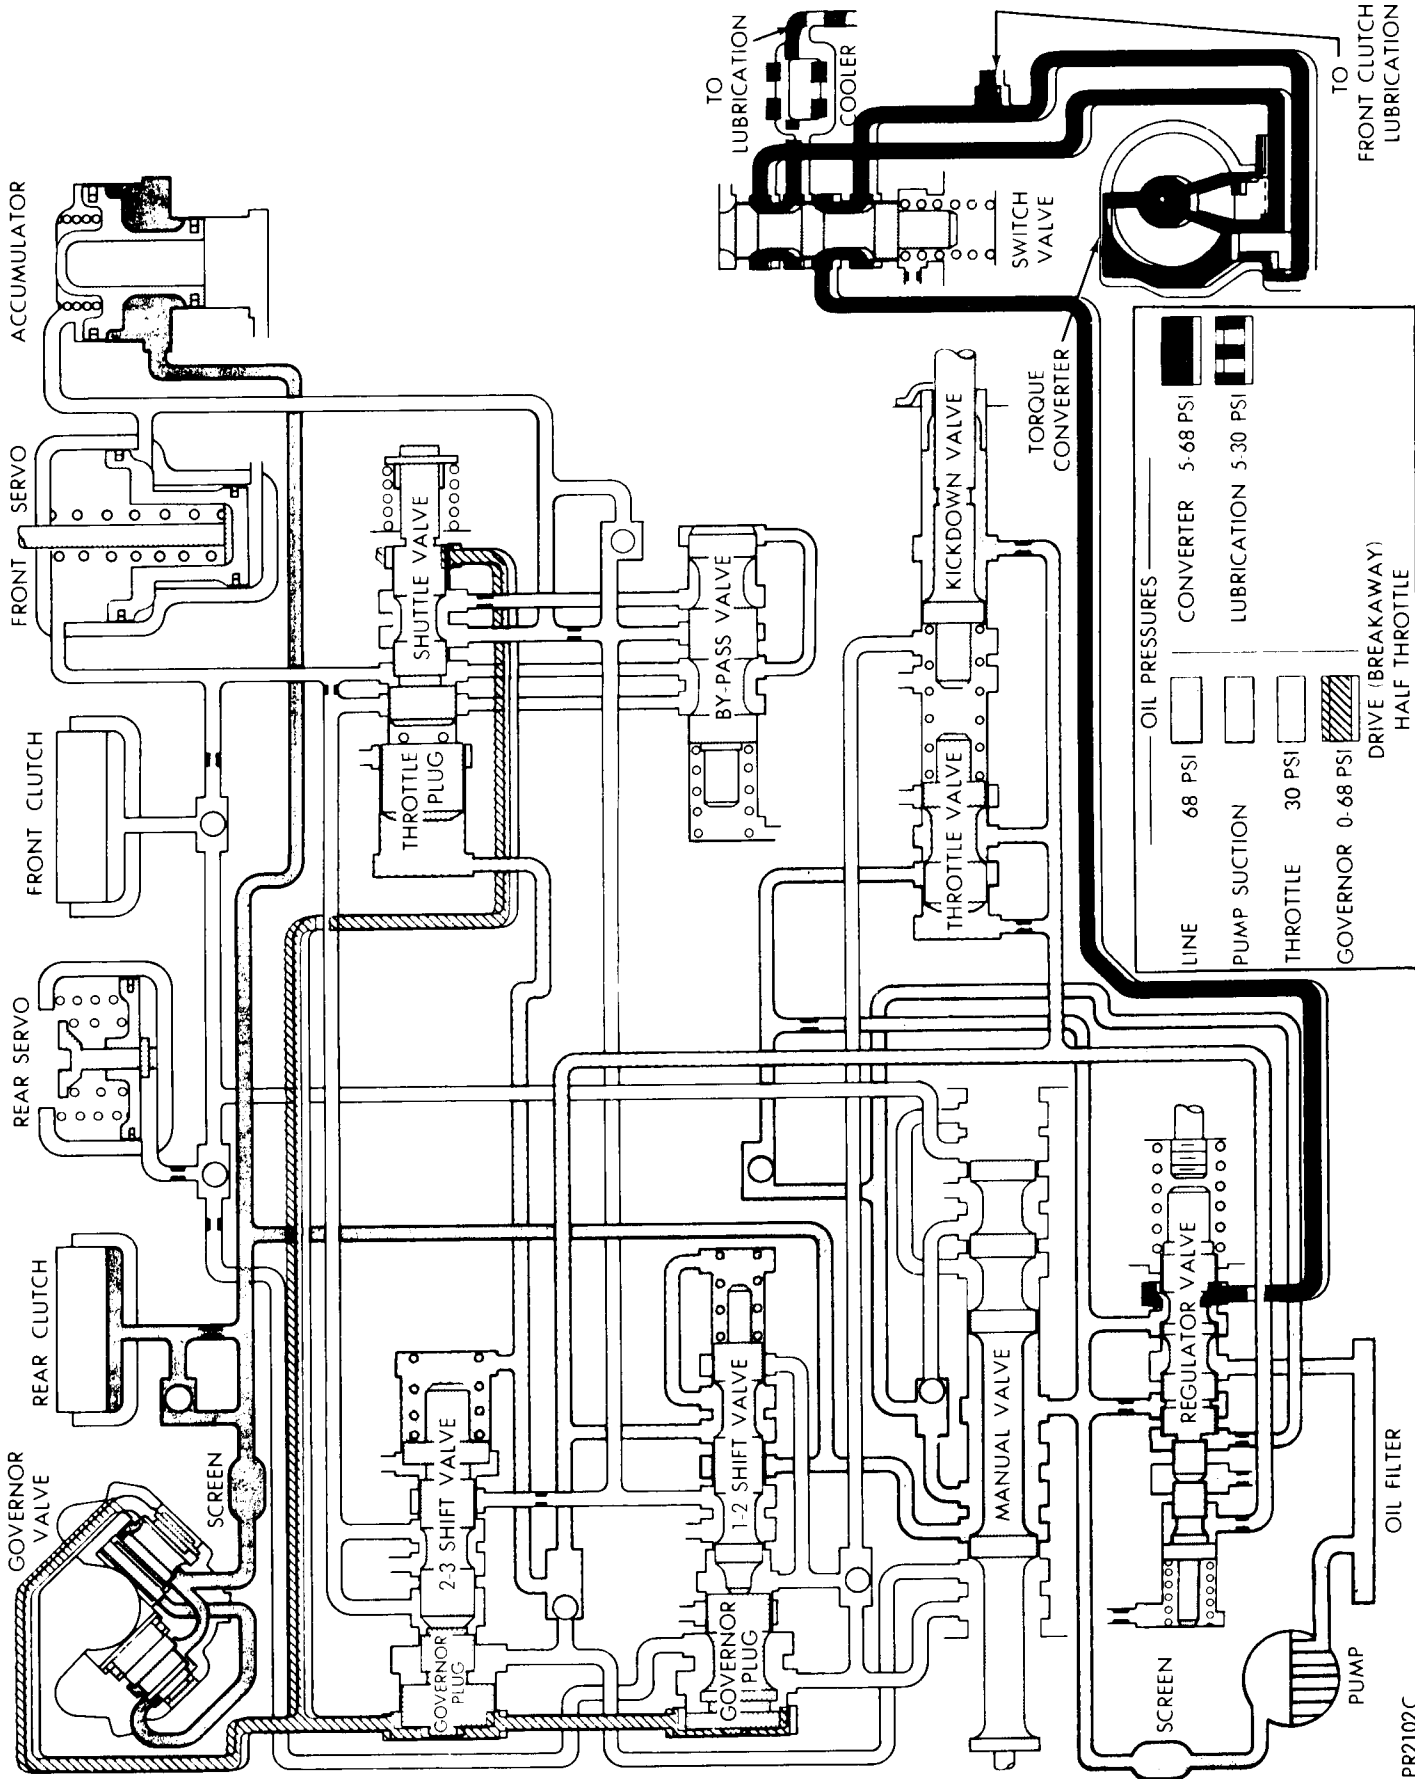 GOVERNOR
VALVE
REAR CLUTCH
REAR SERVO
FRONT CLUTCH
FRONT SERVO
ACCUMULATOR
SCREEN
GOVERNOR
PLUG
2-3 SHIFT VALVE
THROTTLE
PLUG
SHUTTLE VALVE
GOVERNOR
PLUG
1-2 SHIFT VALVE
BY-PASS VALVE
TO
LUBRICATION
COOLER
MANUAL VALVE
THROTTLE VALVE
KICKDOWN VALVE
SWITCH
VALVE
TORQUE
CONVERTER
SCREEN
REGULATOR VALVE
PUMP
OIL FILTER
TO
FRONT CLUTCH
LUBRICATION
OIL PRESSURES
LINE 68 PSI
CONVERTER 5-68 PSI
PUMP SUCTION
LUBRICATION 5-30 PSI
THROTTLE 30 PSI
GOVERNOR 0-68 PSI
DRIVE (BREAKAWAY)
HALF THROTTLE
PR2102C